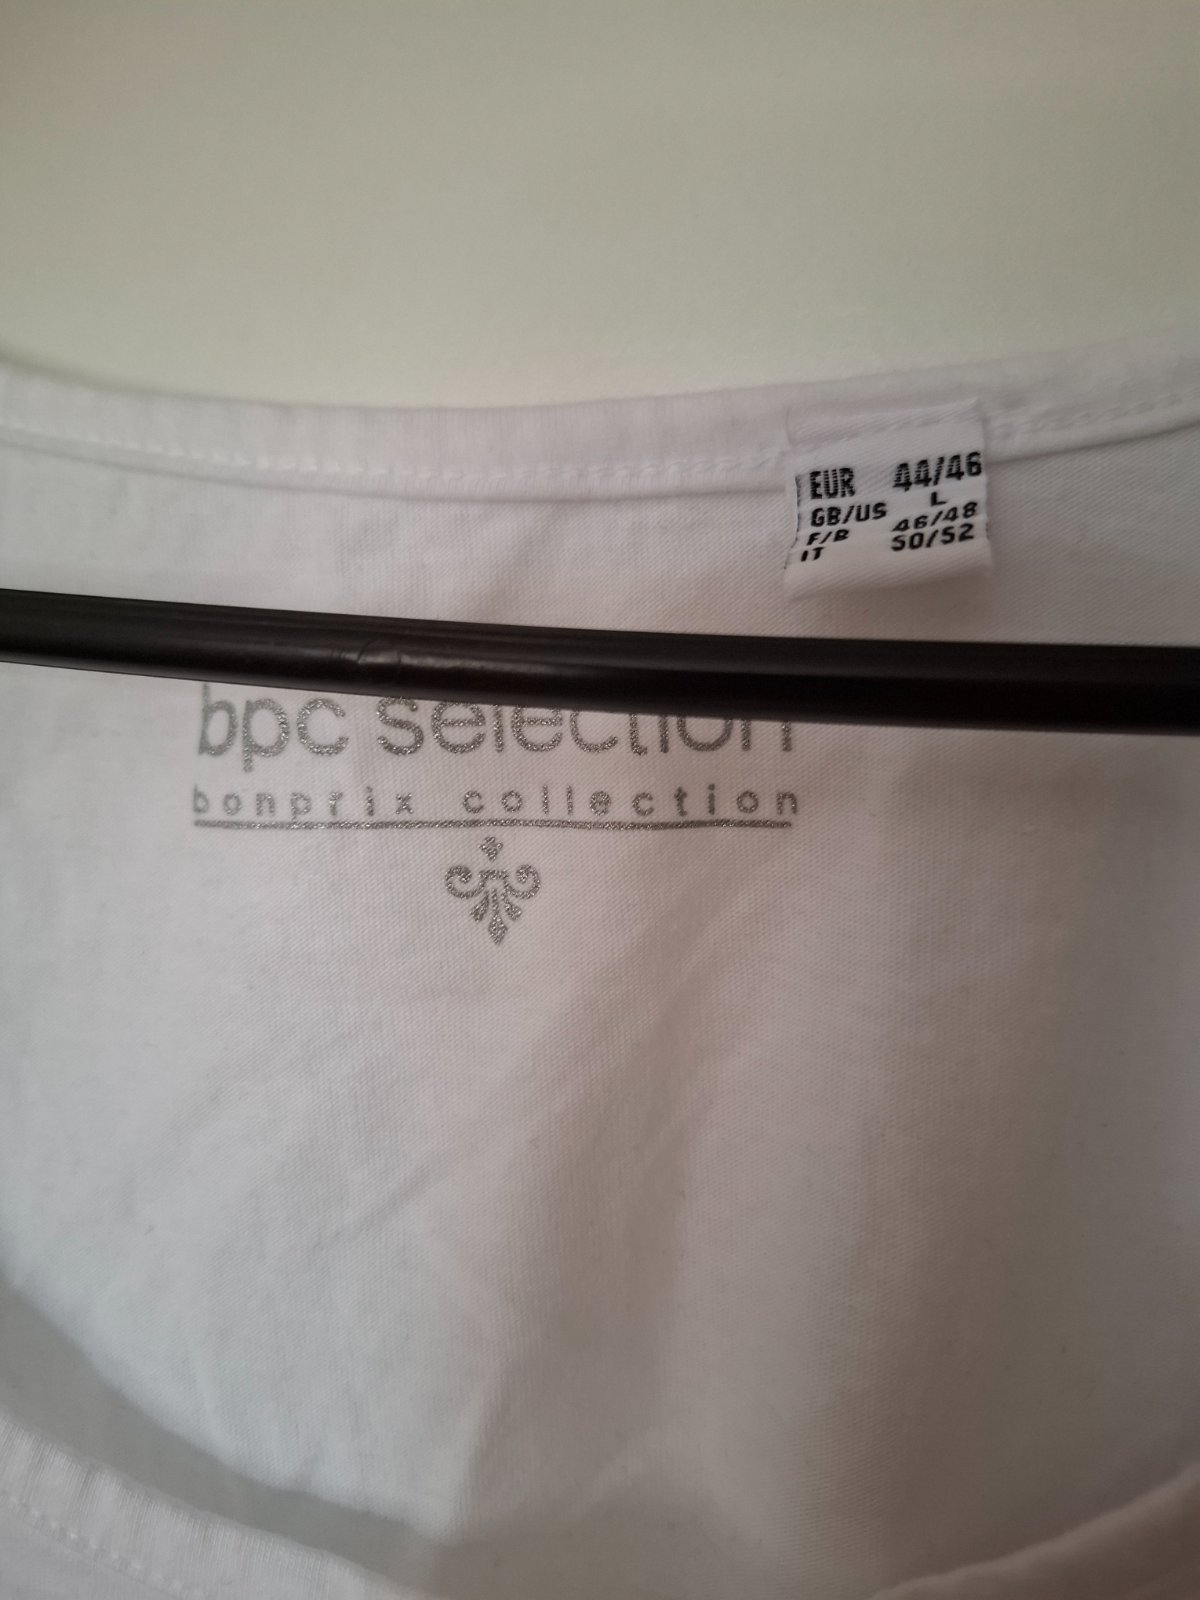 EUR 44/46
GB/US L
F/B 46/48
IT 50/52
bpc selection
bonprix collection